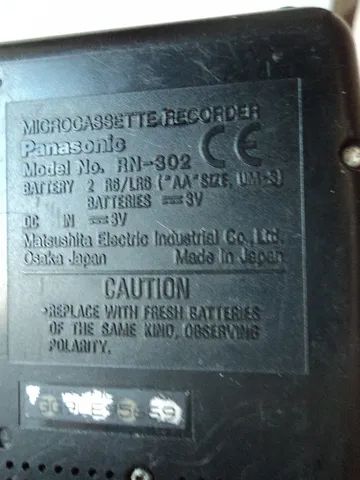 MICROCASSETTE RECORDER
Panasonic
Model No. RN-302
CE
BATTERY 2 R6/LR6 ("AA" SIZE, UM-3)
BATTERIES ⎓ 3V
DC IN ⎓ 3V
Matsushita Electric Industrial Co., Ltd.
Osaka Japan Made in Japan
CAUTION
•REPLACE WITH FRESH BATTERIES
OF THE SAME KIND, OBSERVING
POLARITY.